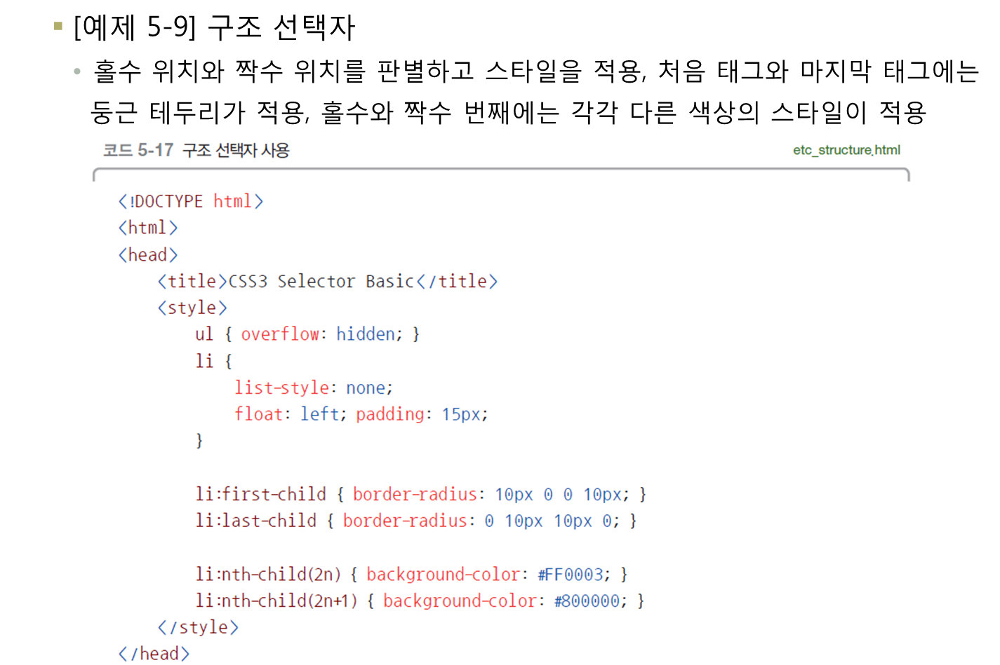 [예제 5-9] 구조 선택자
홀수 위치와 짝수 위치를 판별하고 스타일을 적용, 처음 태그와 마지막 태그에는
둥근 테두리가 적용, 홀수와 짝수 번째에는 각각 다른 색상의 스타일이 적용
코드 5-17 구조 선택자 사용 etc_structure.html
<!DOCTYPE html>
<html>
<head>
<title>CSS3 Selector Basic</title>
<style>
ul { overflow: hidden; }
li {
list-style: none;
float: left; padding: 15px;
}
li:first-child { border-radius: 10px 0 0 10px; }
li:last-child { border-radius: 0 10px 10px 0; }
li:nth-child(2n) { background-color: #FF0003; }
li:nth-child(2n+1) { background-color: #800000; }
</style>
</head>